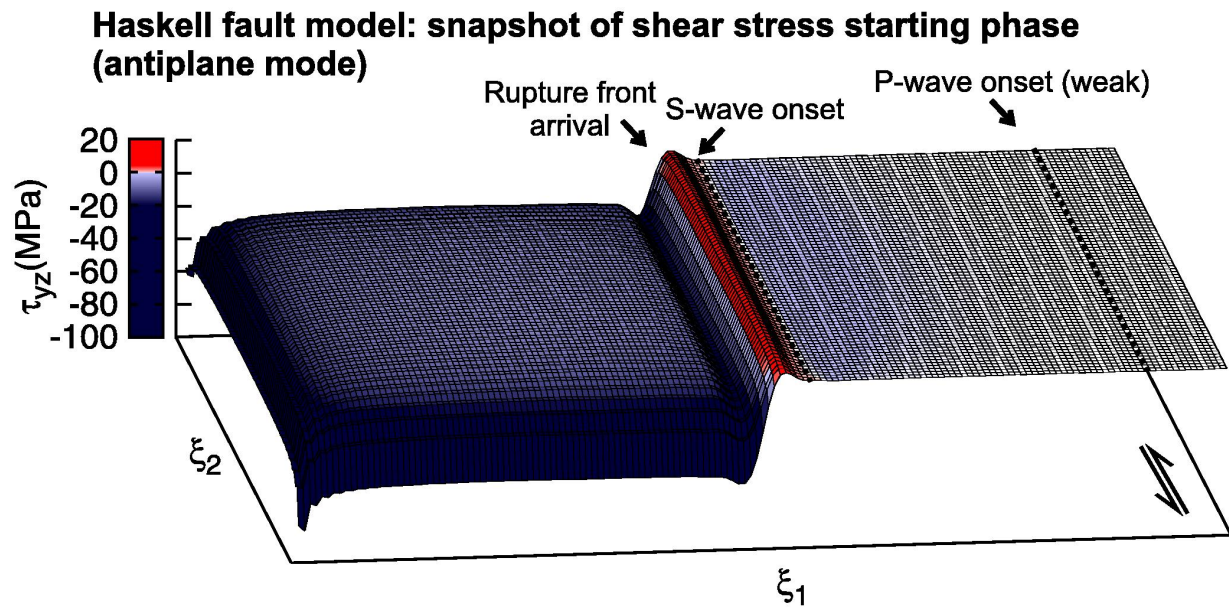 Haskell fault model: snapshot of shear stress starting phase
(antiplane mode)
Rupture front
arrival
S-wave onset
P-wave onset (weak)
20
0
-20
-40
-60
-80
-100
τyz(MPa)
ξ2
ξ1